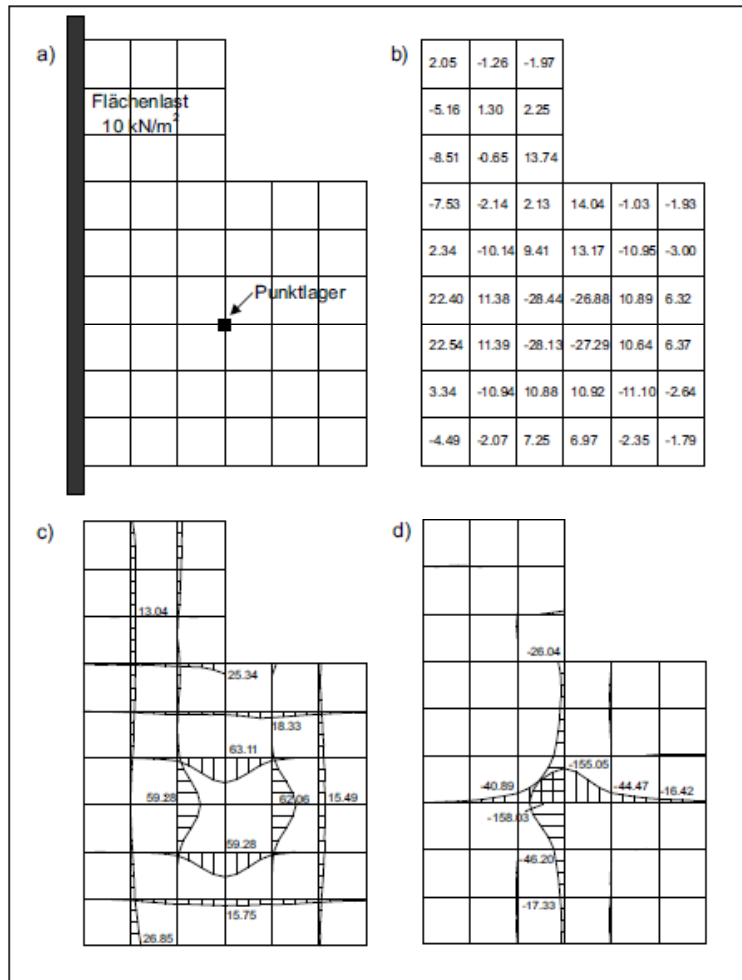 a)
Flächenlast
10 kN/m²
Punktlager
b)
2.05 -1.26 -1.97
-5.16 1.30 2.25
-8.51 -0.65 13.74
-7.53 -2.14 2.13 14.04 -1.03 -1.93
2.34 -10.14 9.41 13.17 -10.95 -3.00
22.40 11.38 -28.44 -26.88 10.89 6.32
22.54 11.39 -28.13 -27.29 10.64 6.37
3.34 -10.94 10.88 10.92 -11.10 -2.64
-4.49 -2.07 7.25 6.97 -2.35 -1.79
c)
13.04
25.34
18.33
63.11
59.28 62.06 15.49
59.28
15.75
26.85
d)
-26.04
-155.05
-40.89 -44.47 -16.42
-158.03
-46.20
-17.33